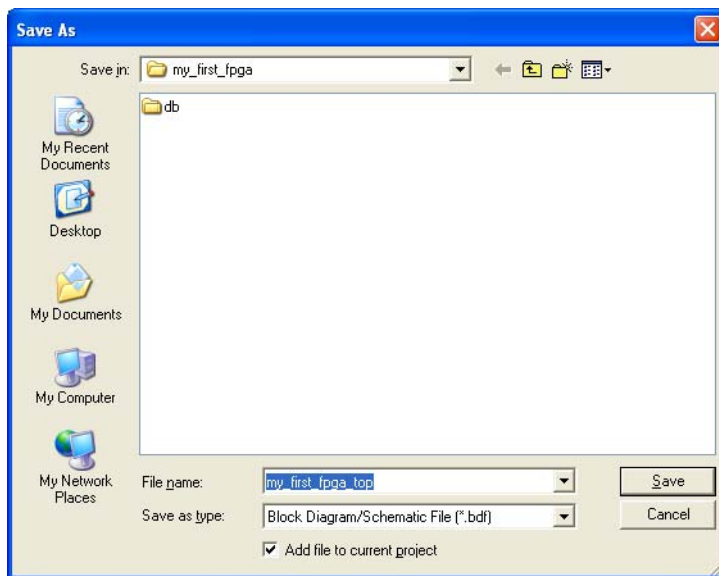 Save As
Save in:
my_first_fpga
db
My Recent
Documents
Desktop
My Documents
My Computer
My Network
Places
File name:
my_first_fpga_top
Save
Save as type:
Block Diagram/Schematic File (*.bdf)
Cancel
Add file to current project